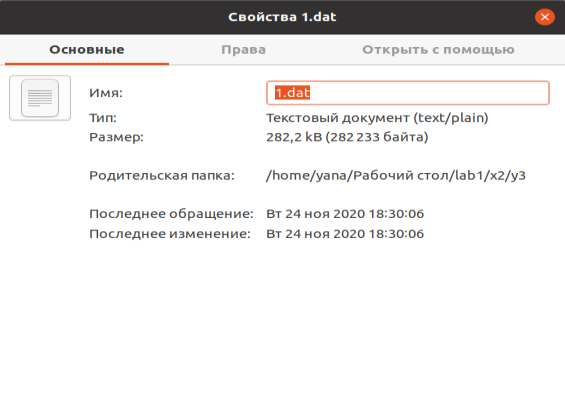 Свойства 1.dat
Основные Права Открыть с помощью
Имя: 1.dat
Тип: Текстовый документ (text/plain)
Размер: 282,2 kB (282 233 байта)
Родительская папка: /home/yana/Рабочий стол/lab1/x2/y3
Последнее обращение: Вт 24 ноя 2020 18:30:06
Последнее изменение: Вт 24 ноя 2020 18:30:06